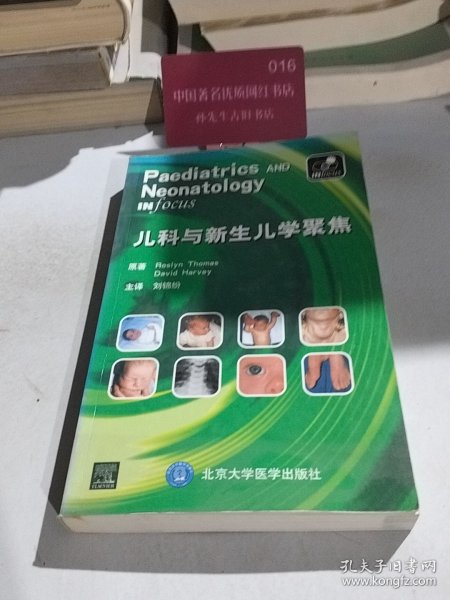 016
中国著名优质网红书店
孙先生古旧书店
Paediatrics AND
Neonatology
IN focus
儿科与新生儿学聚焦
原著 Roslyn Thomas
David Harvey
主译 刘锦纷
ELSEVIER
北京大学医学出版社
孔夫子旧书网
www.kongfz.com